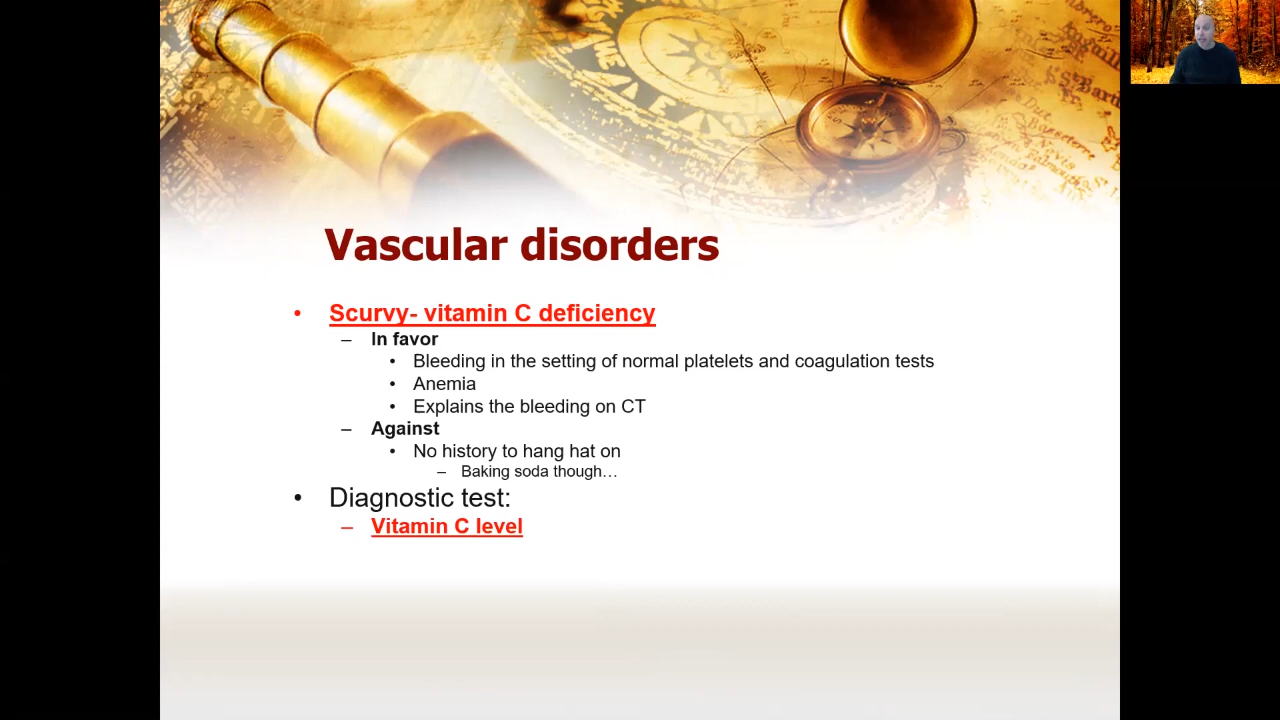 Vascular disorders
• Scurvy- vitamin C deficiency
– In favor
• Bleeding in the setting of normal platelets and coagulation tests
• Anemia
• Explains the bleeding on CT
– Against
• No history to hang hat on
– Baking soda though…
• Diagnostic test:
– Vitamin C level